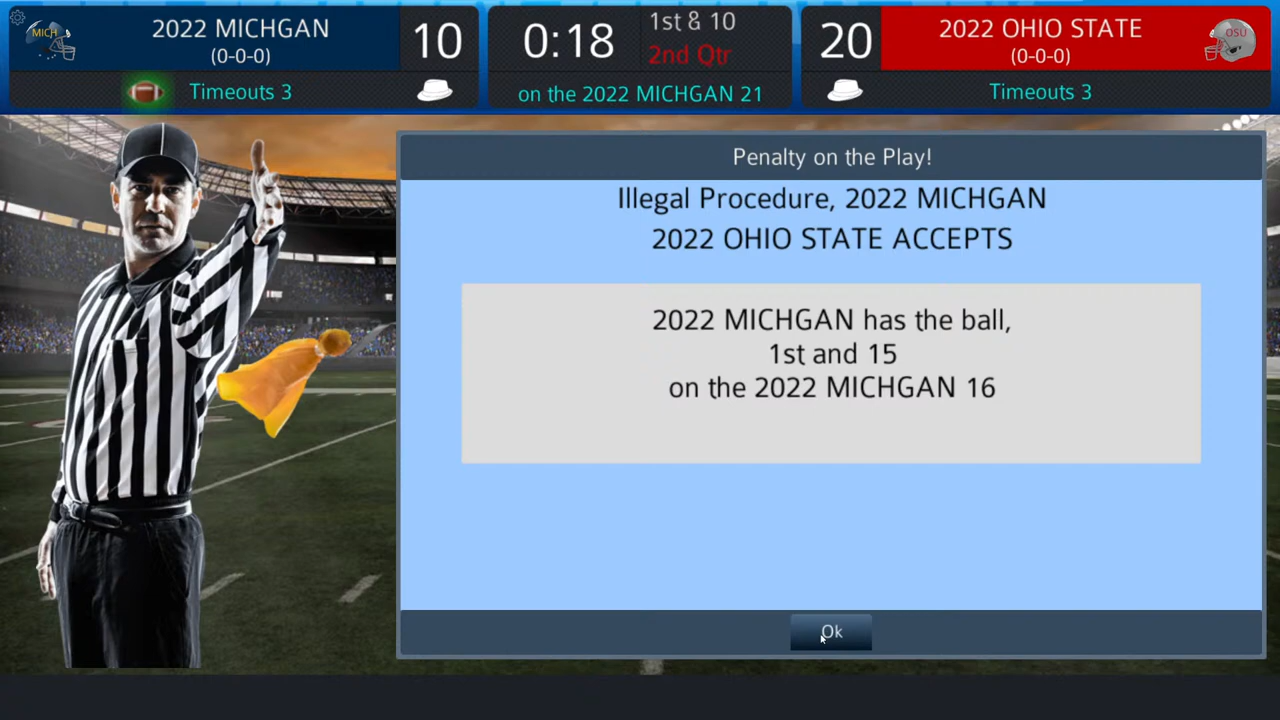 2022 MICHGAN
(0-0-0)
10
Timeouts 3
MICH
0:18
1st & 10
2nd Qtr
on the 2022 MICHGAN 21
20
2022 OHIO STATE
(0-0-0)
OSU
Timeouts 3
Penalty on the Play!
Illegal Procedure, 2022 MICHGAN
2022 OHIO STATE ACCEPTS
2022 MICHGAN has the ball,
1st and 15
on the 2022 MICHGAN 16
Ok